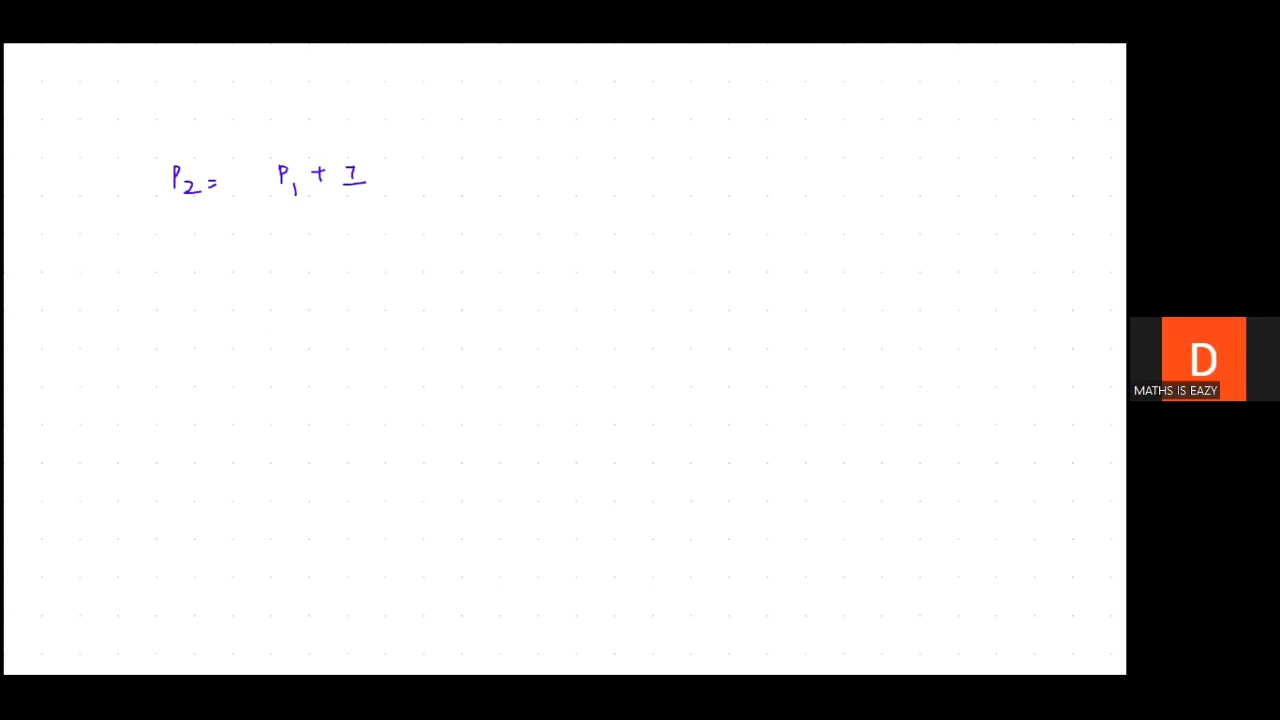 P₂ = P₁ + 7
D
MATHS IS EAZY